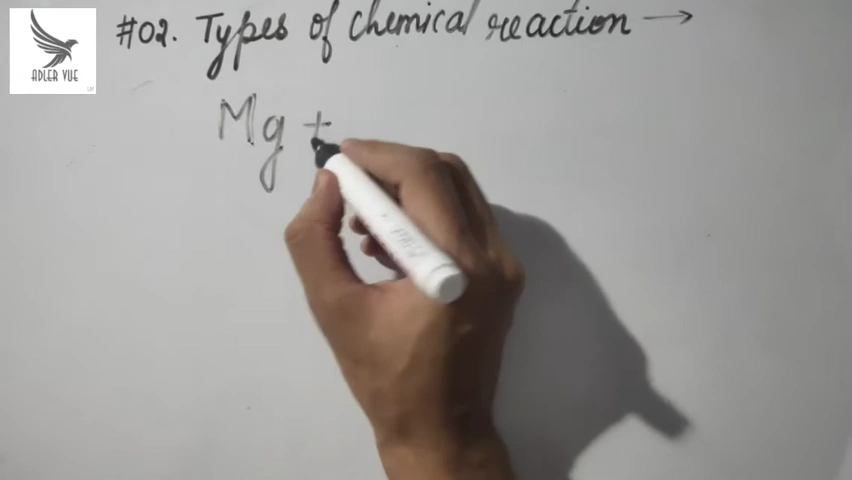 ADLER VUE
#02. Types of chemical reaction →
Mg +